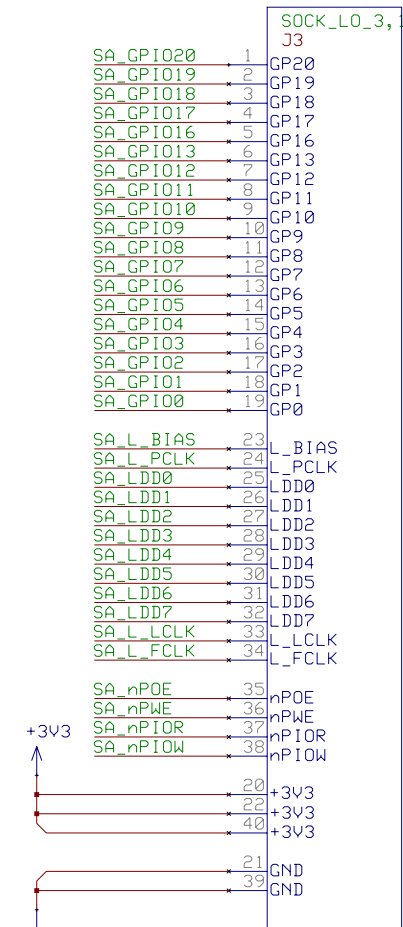 SOCK_LO_3,
J3
SA_GPIO20 1 GP20
SA_GPIO19 2 GP19
SA_GPIO18 3 GP18
SA_GPIO17 4 GP17
SA_GPIO16 5 GP16
SA_GPIO13 6 GP13
SA_GPIO12 7 GP12
SA_GPIO11 8 GP11
SA_GPIO10 9 GP10
SA_GPIO9 10 GP9
SA_GPIO8 11 GP8
SA_GPIO7 12 GP7
SA_GPIO6 13 GP6
SA_GPIO5 14 GP5
SA_GPIO4 15 GP4
SA_GPIO3 16 GP3
SA_GPIO2 17 GP2
SA_GPIO1 18 GP1
SA_GPIO0 19 GP0
SA_L_BIAS 23 L_BIAS
SA_L_PCLK 24 L_PCLK
SA_LDD0 25 LDD0
SA_LDD1 26 LDD1
SA_LDD2 27 LDD2
SA_LDD3 28 LDD3
SA_LDD4 29 LDD4
SA_LDD5 30 LDD5
SA_LDD6 31 LDD6
SA_LDD7 32 LDD7
SA_L_LCLK 33 L_LCLK
SA_L_FCLK 34 L_FCLK
SA_nPOE 35 nPOE
SA_nPWE 36 nPWE
SA_nPIOR 37 nPIOR
SA_nPIOW 38 nPIOW
+3V3
20 +3V3
22 +3V3
40 +3V3
21 GND
39 GND